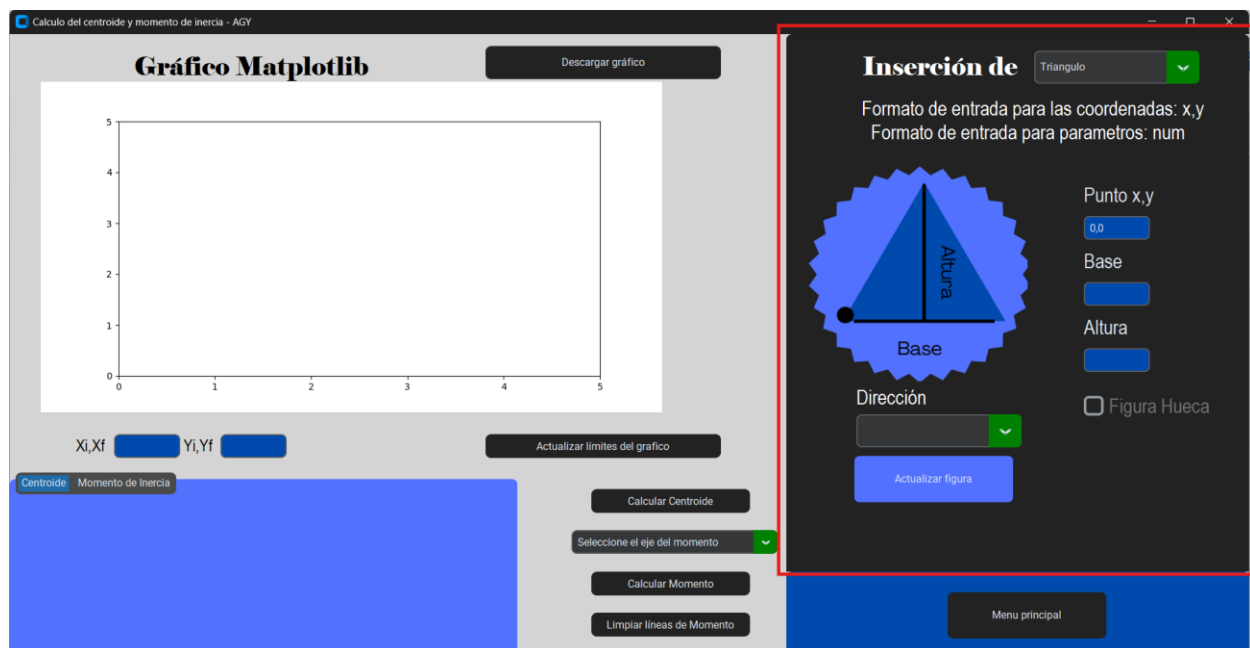 Calculo del centroide y momento de inercia - AGY
Gráfico Matplotlib
Descargar gráfico
5
4
3
2
1
0
0 1 2 3 4 5
Xi,Xf
Yi,Yf
Actualizar límites del grafico
Centroide
Momento de Inercia
Calcular Centroide
Seleccione el eje del momento
Calcular Momento
Limpiar líneas de Momento
Inserción de
Triangulo
Formato de entrada para las coordenadas: x,y
Formato de entrada para parametros: num
Altura
Base
Punto x,y
0,0
Base
Altura
Figura Hueca
Dirección
Actualizar figura
Menu principal